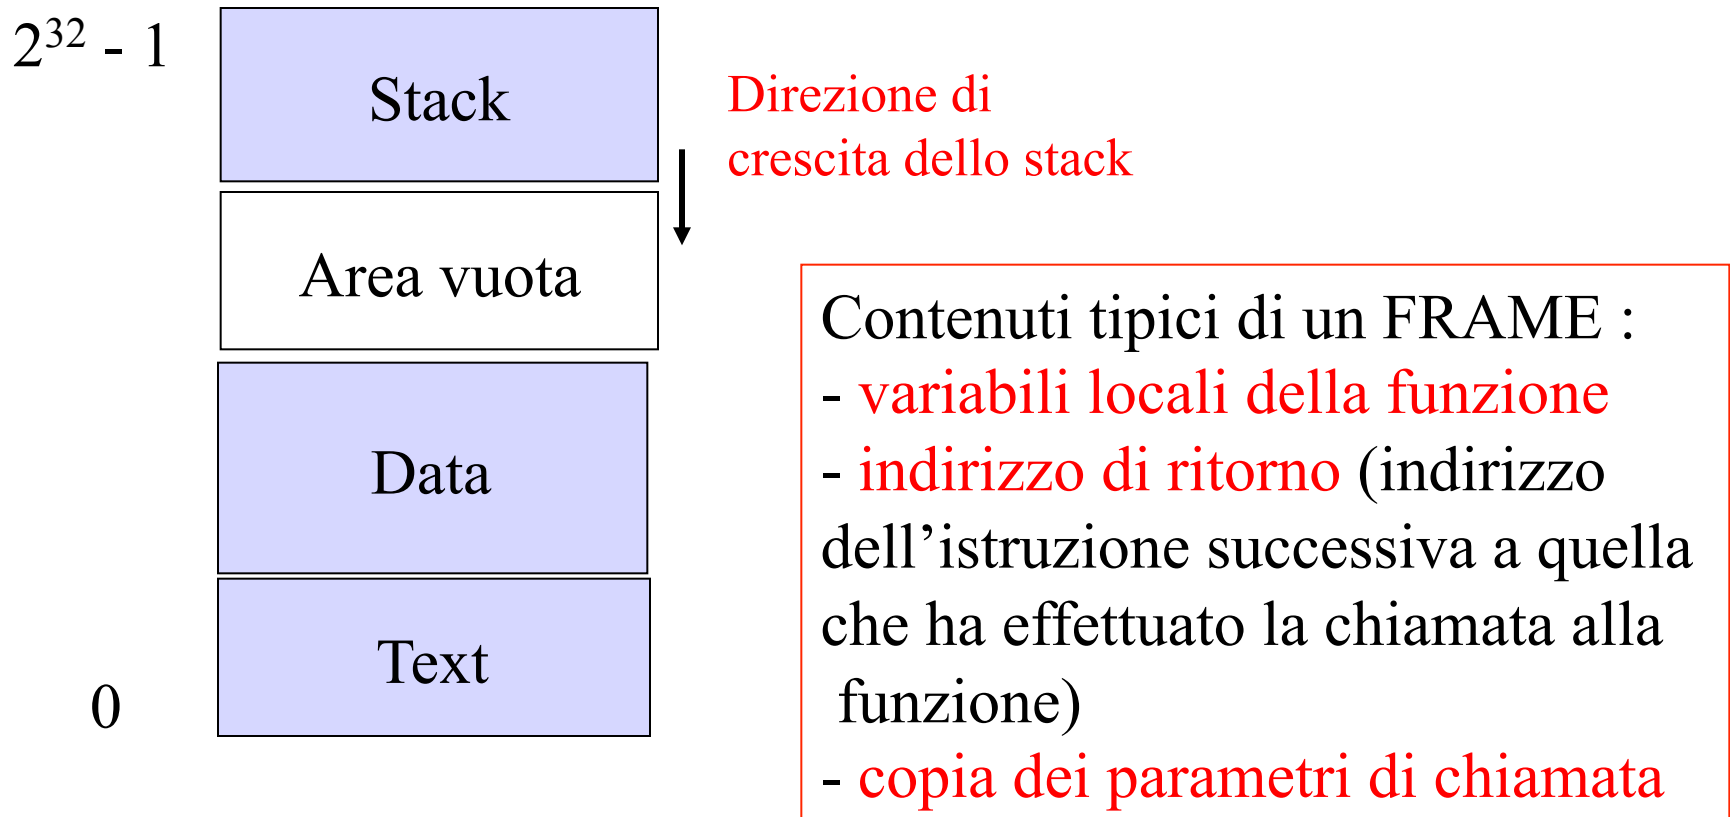 2³² - 1
Stack
Direzione di
crescita dello stack
Area vuota
Data
Text
0
Contenuti tipici di un FRAME :
- variabili locali della funzione
- indirizzo di ritorno (indirizzo
dell’istruzione successiva a quella
che ha effettuato la chiamata alla
funzione)
- copia dei parametri di chiamata